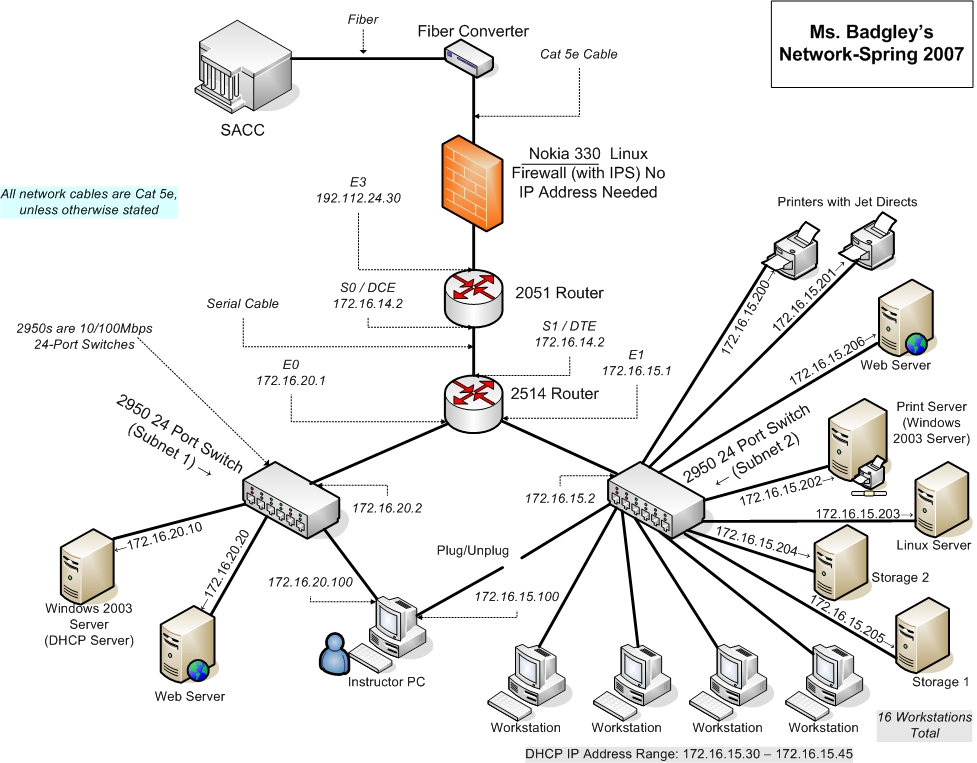 Ms. Badgley's
Network-Spring 2007
Fiber
Fiber Converter
Cat 5e Cable
SACC
Nokia 330 Linux
Firewall (with IPS) No
IP Address Needed
All network cables are Cat 5e,
unless otherwise stated
E3
192.112.24.30
Printers with Jet Directs
2051 Router
S0 / DCE
172.16.14.2
Serial Cable
S1 / DTE
172.16.14.2
2950s are 10/100Mbps
24-Port Switches
E0
172.16.20.1
E1
172.16.15.1
2514 Router
172.16.15.200→
172.16.15.201→
172.16.15.206→
Web Server
2950 24 Port Switch
(Subnet 1) →
2950 24 Port Switch
← (Subnet 2)
Print Server
(Windows
2003 Server)
172.16.20.2
172.16.15.2
172.16.15.202→
172.16.15.203→
Linux Server
172.16.15.204→
Storage 2
172.16.15.205→
Storage 1
←172.16.20.10
←172.16.20.20
Windows 2003
Server
(DHCP Server)
Web Server
Plug/Unplug
172.16.20.100
172.16.15.100
Instructor PC
Workstation
Workstation
Workstation
Workstation
16 Workstations
Total
DHCP IP Address Range: 172.16.15.30 – 172.16.15.45